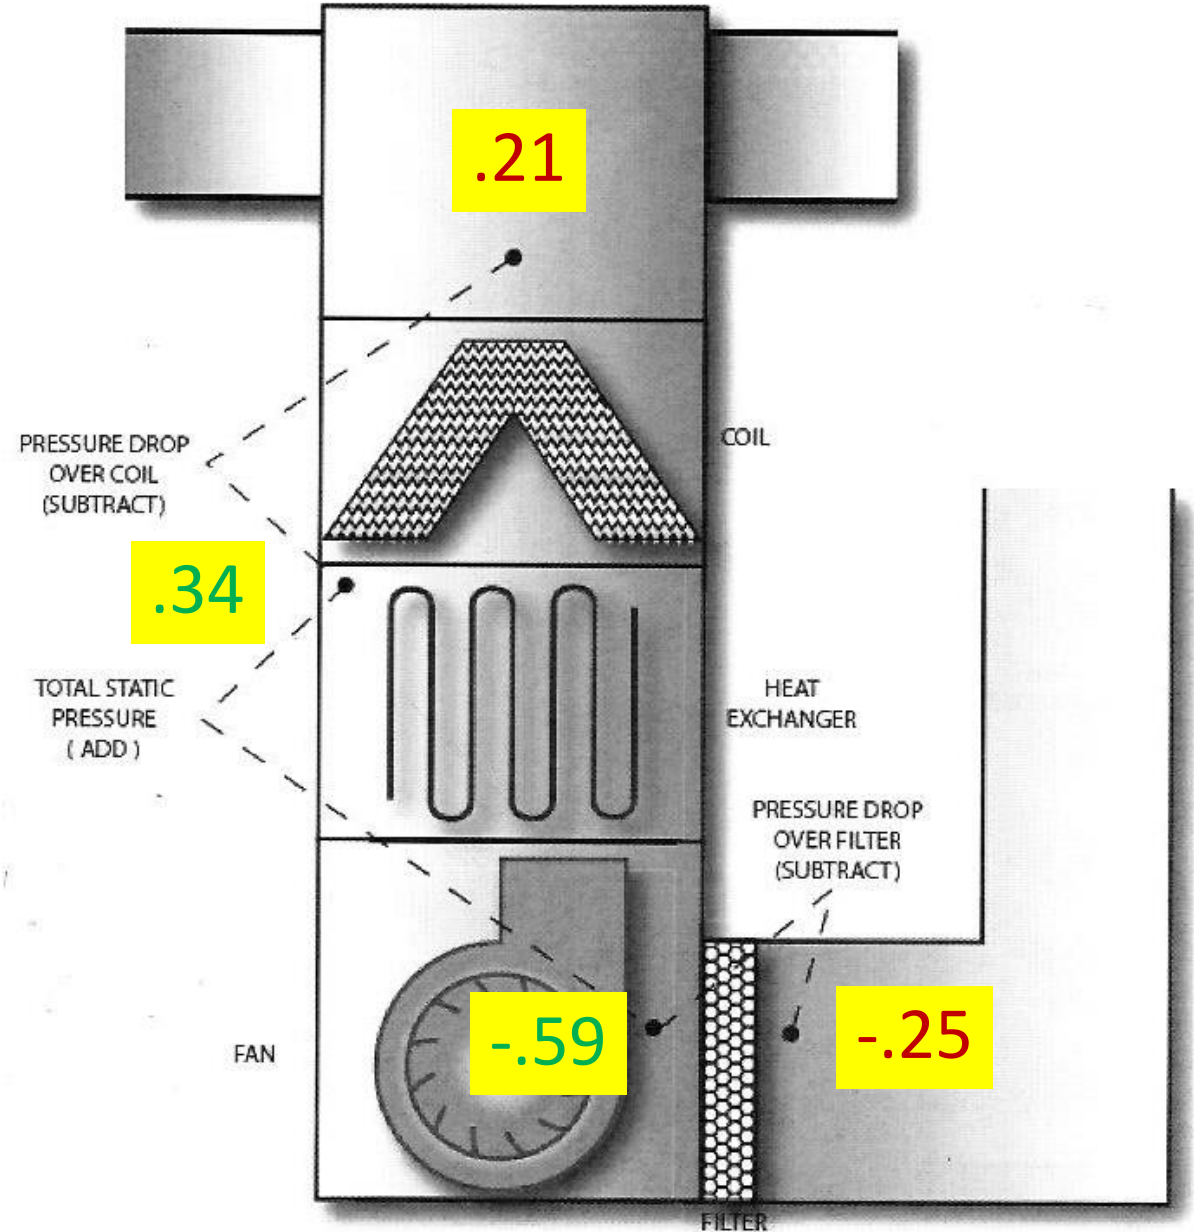 .21
PRESSURE DROP
OVER COIL
(SUBTRACT)
COIL
.34
TOTAL STATIC
PRESSURE
( ADD )
HEAT
EXCHANGER
PRESSURE DROP
OVER FILTER
(SUBTRACT)
FAN
-.59
-.25
FILTER